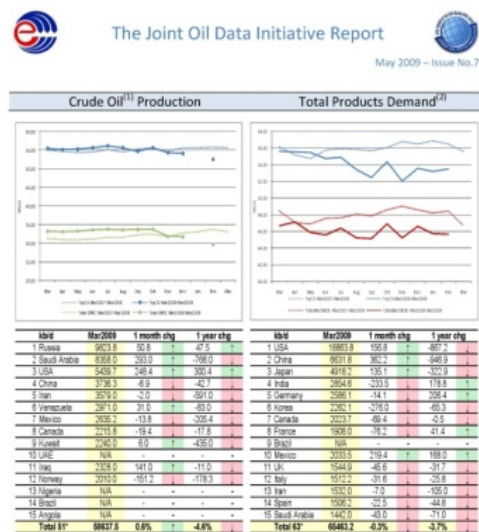 The Joint Oil Data Initiative Report
May 2009 – Issue No.7
Crude Oil(1) Production
Total Products Demand(2)
kb/d Mar2009 1 month chg 1 year chg
1 Russia 9823.8 50.8 ↑ 47.5 ↑
2 Saudi Arabia 8358.0 293.0 ↑ -766.0 ↓
3 USA 5439.7 248.4 ↑ 300.4 ↑
4 China 3736.3 -6.9 ↓ -42.7 ↓
5 Iran 3579.0 -2.0 ↓ -591.0 ↓
6 Venezuela 2971.0 31.0 ↑ -83.0 ↓
7 Mexico 2635.2 -13.8 ↓ -205.4 ↓
8 Canada 2215.8 -19.4 ↓ -17.8 ↓
9 Kuwait 2240.0 6.0 ↑ -435.0 ↓
10 UAE N/A - - - -
11 Iraq 2328.0 141.0 ↑ -11.0 ↓
12 Norway 2010.0 -151.2 ↓ -178.3 ↓
13 Nigeria N/A - - - -
14 Brazil N/A - - - -
15 Angola N/A - - - -
Total 51* 58637.5 0.6% ↑ -4.6% ↓
kb/d Mar2009 1 month chg 1 year chg
1 USA 18863.8 156.8 ↑ -867.2 ↓
2 China 6631.8 362.2 ↑ -946.9 ↓
3 Japan 4918.2 135.1 ↑ -322.9 ↓
4 India 2854.6 -233.5 ↓ 178.8 ↑
5 Germany 2586.1 -14.1 ↓ 206.4 ↑
6 Korea 2262.1 -276.0 ↓ -65.3 ↓
7 Canada 2023.7 -69.4 ↓ -0.5 ↓
8 France 1908.0 -76.2 ↓ 41.4 ↑
9 Brazil N/A - - - -
10 Mexico 2033.5 219.4 ↑ 168.0 ↑
11 UK 1544.9 -45.6 ↓ -31.7 ↓
12 Italy 1512.2 -31.6 ↓ -25.8 ↓
13 Iran 1532.0 -7.0 ↓ -105.0 ↓
14 Spain 1506.2 -22.5 ↓ -44.8 ↓
15 Saudi Arabia 1442.0 -43.0 ↓ -71.0 ↓
Total 63* 65463.2 -0.3% ↓ -3.7% ↓